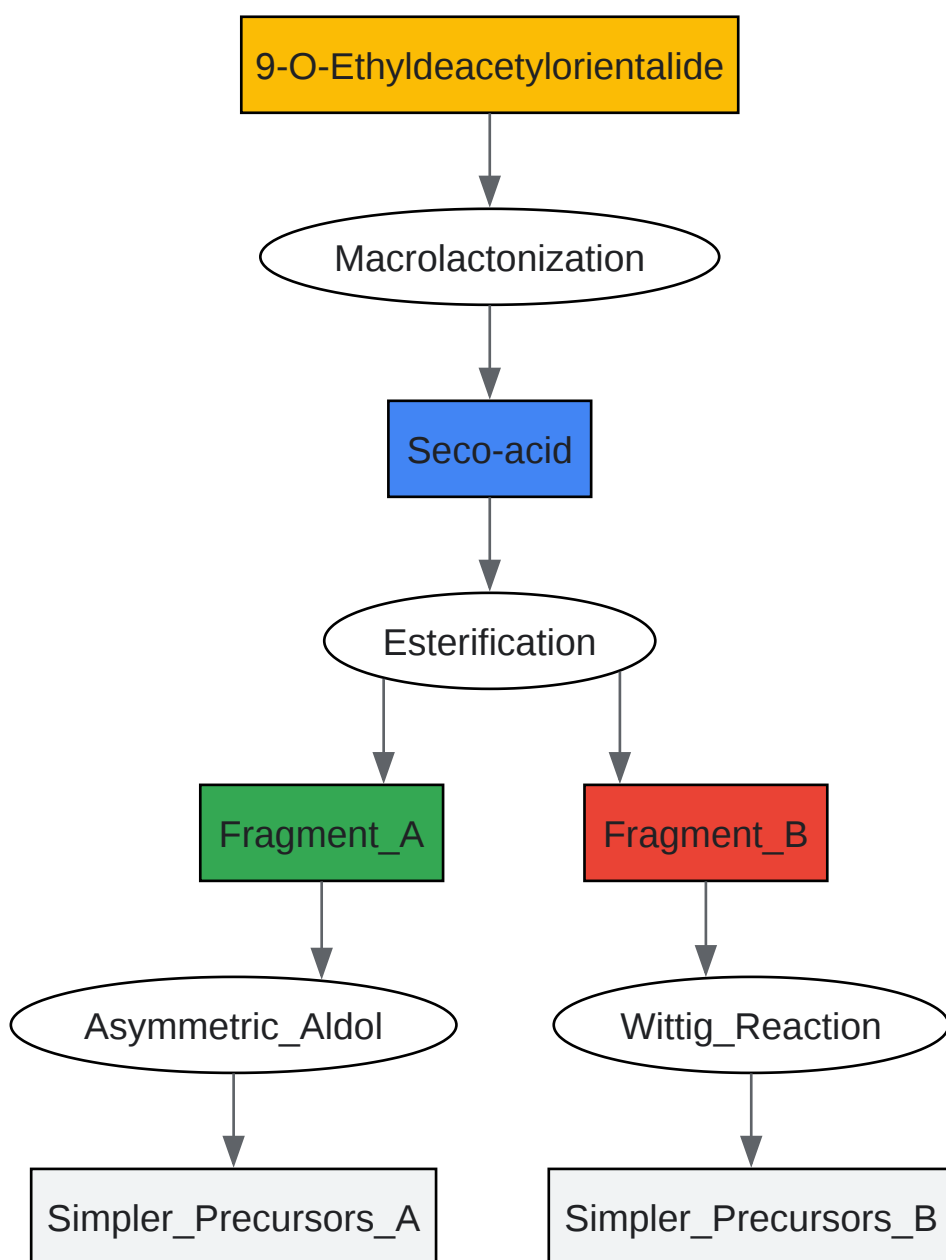 9-O-Ethyldeacetylorientalide
Macrolactonization
Seco-acid
Esterification
Fragment_A
Fragment_B
Asymmetric_Aldol
Wittig_Reaction
Simpler_Precursors_A
Simpler_Precursors_B